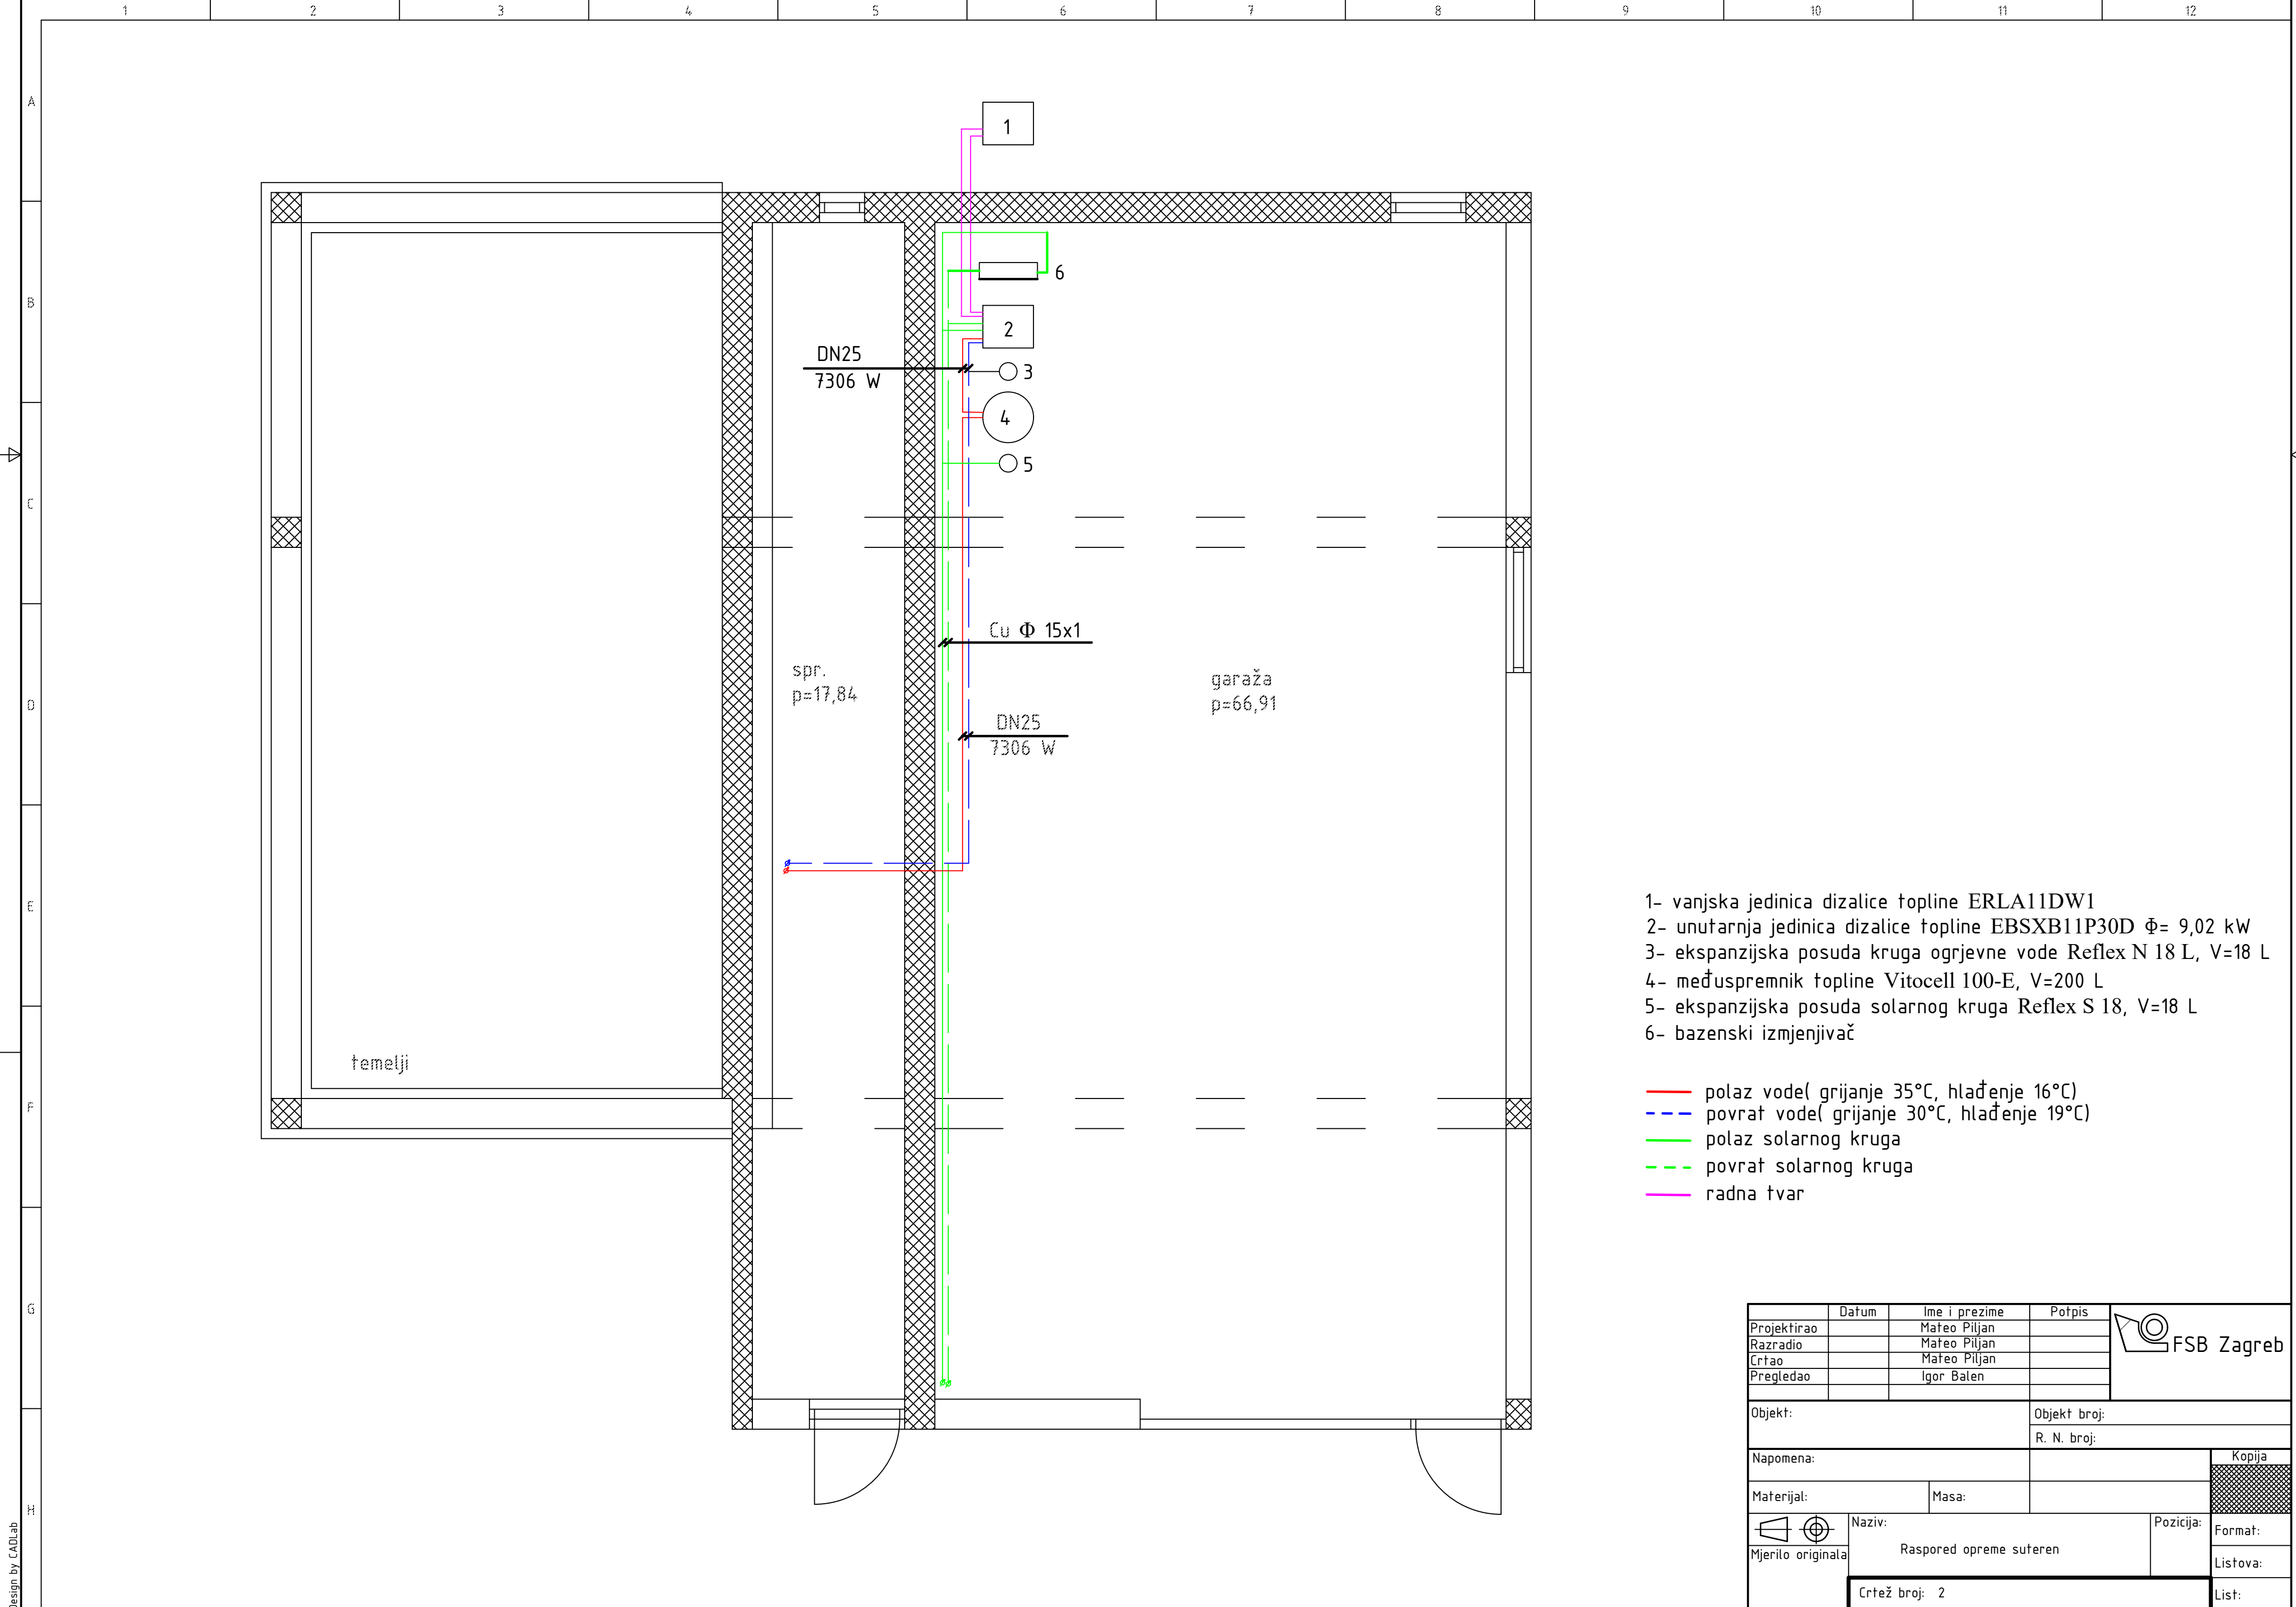 1 2 3 4 5 6 7 8 9 10 11 12
A
B
C
D
E
F
G
H
1
6
2
DN25
7306 W
3
4
5
Cu Φ 15x1
spr.
p=17,84
garaža
p=66,91
DN25
7306 W
temelji
1- vanjska jedinica dizalice topline ERLA11DW1
2- unutarnja jedinica dizalice topline EBSXB11P30D Φ= 9,02 kW
3- ekspanzijska posuda kruga ogrjevne vode Reflex N 18 L, V=18 L
4- međuspremnik topline Vitocell 100-E, V=200 L
5- ekspanzijska posuda solarnog kruga Reflex S 18, V=18 L
6- bazenski izmjenjivač
polaz vode( grijanje 35°C, hlađenje 16°C)
povrat vode( grijanje 30°C, hlađenje 19°C)
polaz solarnog kruga
povrat solarnog kruga
radna tvar
Datum Ime i prezime Potpis
Projektirao Mateo Piljan
Razradio Mateo Piljan
Crtao Mateo Piljan
Pregledao Igor Balen
FSB Zagreb
Objekt:
Objekt broj:
R. N. broj:
Napomena:
Kopija
Materijal:
Masa:
Naziv:
Pozicija:
Format:
Mjerilo originala
Raspored opreme suteren
Listova:
Crtež broj: 2
List:
Design by CADLab